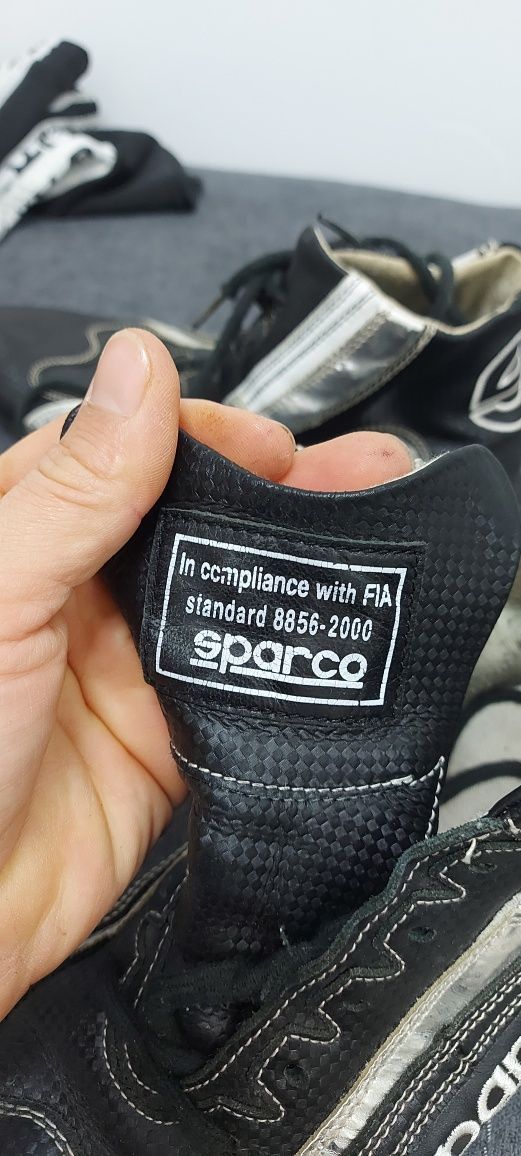 In compliance with FIA
standard 8856-2000
sparco